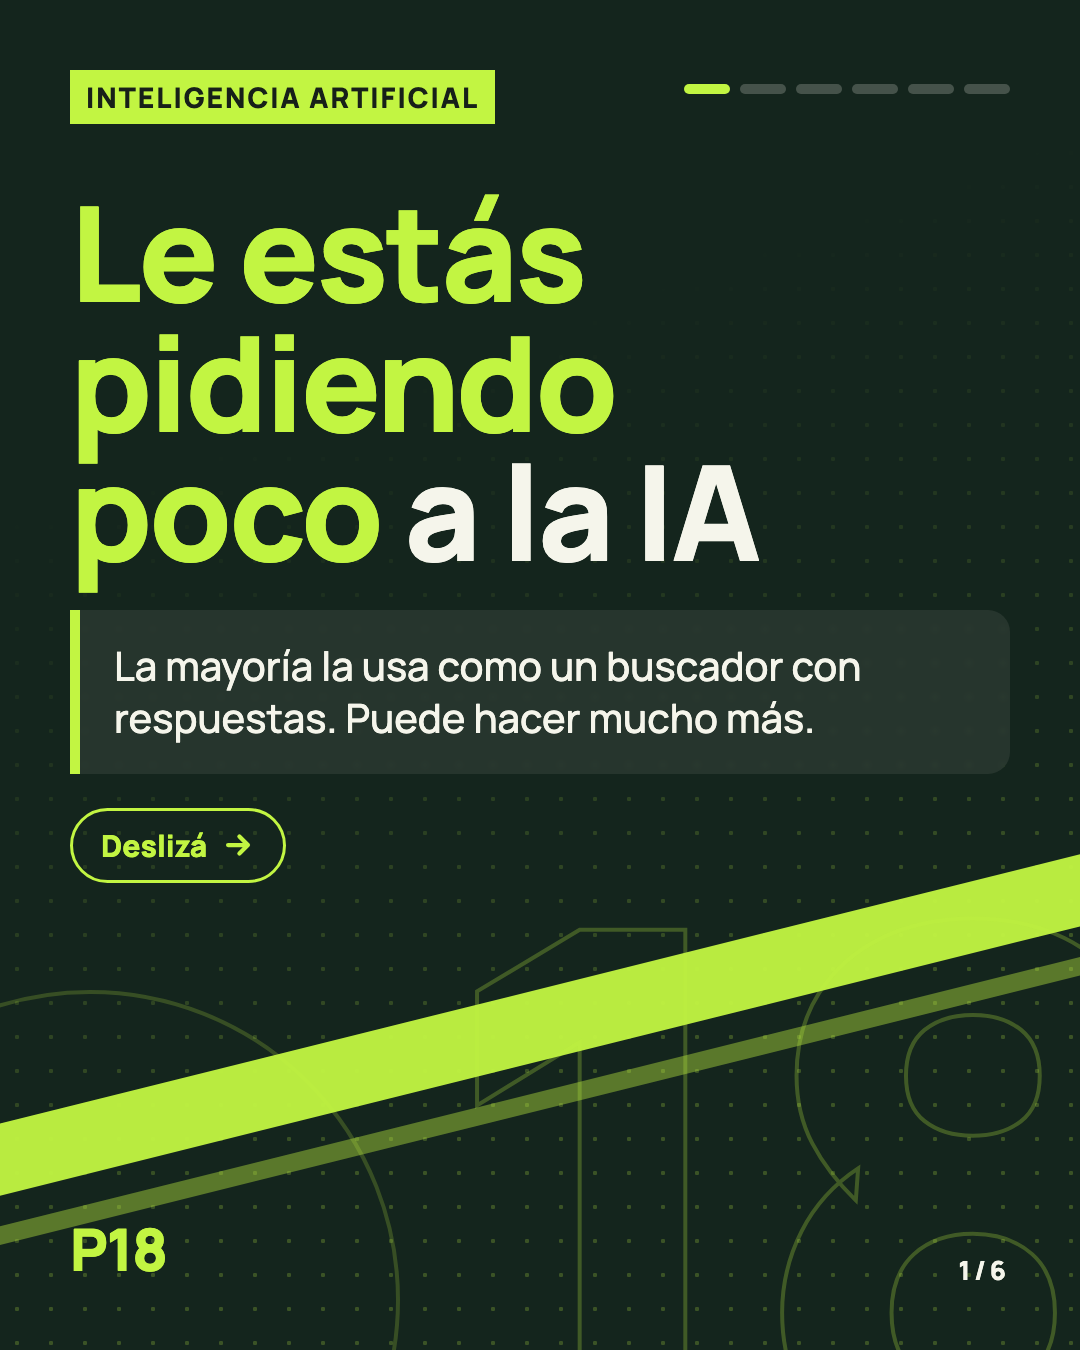 INTELIGENCIA ARTIFICIAL
Le estás
pidiendo
poco a la IA
La mayoría la usa como un buscador con
respuestas. Puede hacer mucho más.
Deslizá →
P18
1 / 6